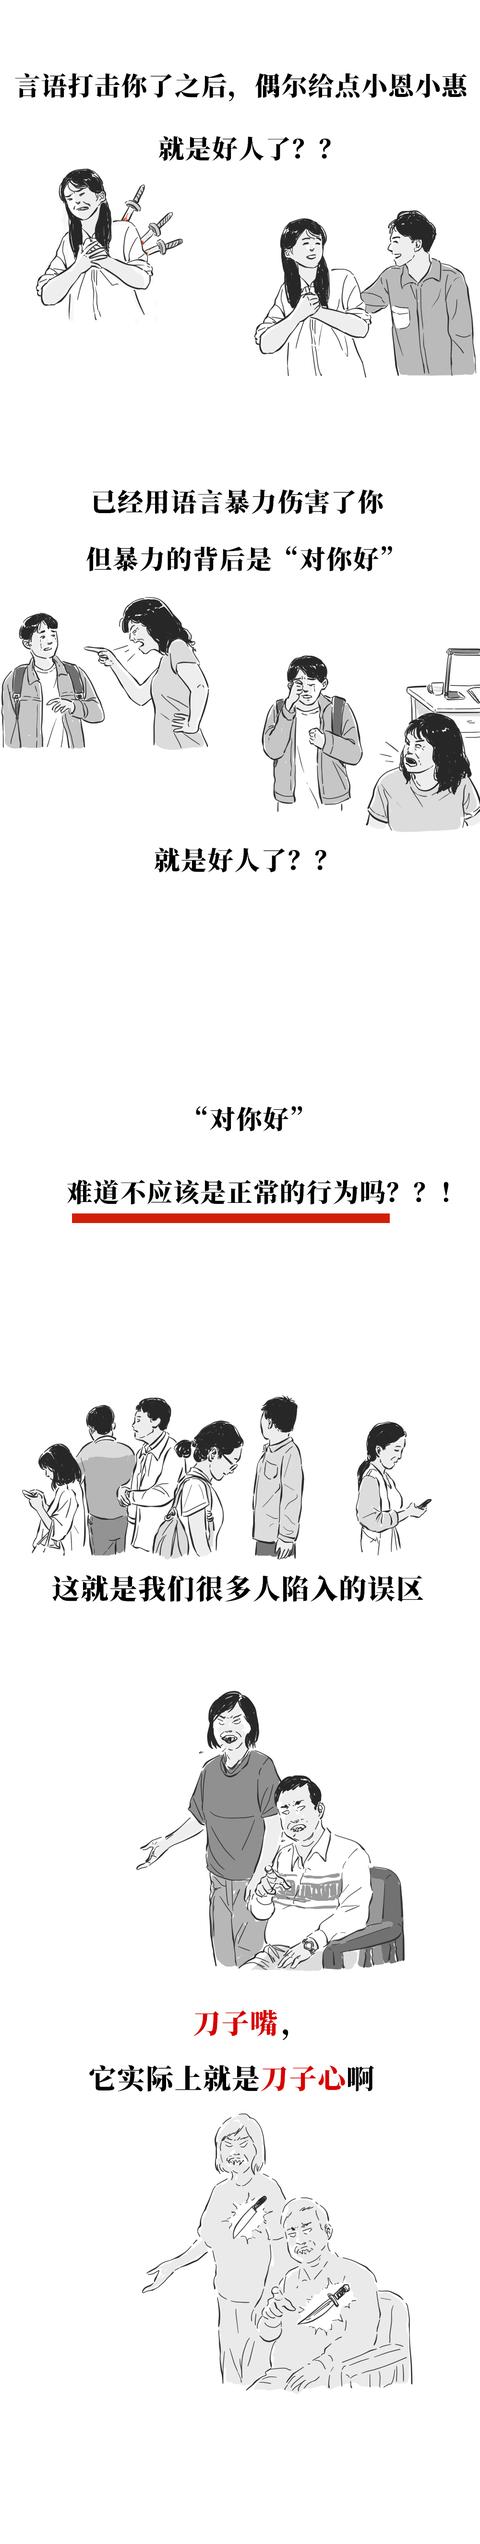 言语打击你了之后，偶尔给点小恩小惠
就是好人了？？
已经用语言暴力伤害了你
但暴力的背后是“对你好”
就是好人了？？
“对你好”
难道不应该是正常的行为吗？？！
这就是我们很多人陷入的误区
刀子嘴，
它实际上就是刀子心啊